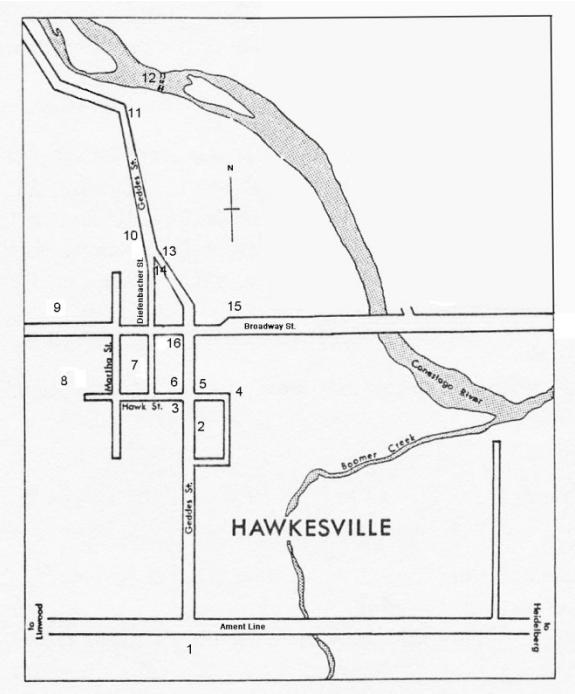 12
11
Geddes St.
N
10
13
14
Diefenbacher St.
9
15
Broadway St.
16
Martha St.
7
8
6
5
4
Hawk St.
3
2
Conestogo River
Boomer Creek
Geddes St.
HAWKESVILLE
to
Linwood
Ament Line
to
Heidelberg
1